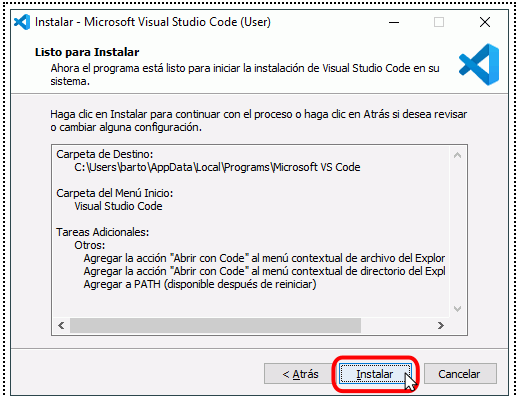 Instalar - Microsoft Visual Studio Code (User)
Listo para Instalar
Ahora el programa está listo para iniciar la instalación de Visual Studio Code en su
sistema.
Haga clic en Instalar para continuar con el proceso o haga clic en Atrás si desea revisar
o cambiar alguna configuración.
Carpeta de Destino:
C:\Users\barto\AppData\Local\Programs\Microsoft VS Code
Carpeta del Menú Inicio:
Visual Studio Code
Tareas Adicionales:
Otros:
Agregar la acción "Abrir con Code" al menú contextual de archivo del Explor
Agregar la acción "Abrir con Code" al menú contextual de directorio del Expl
Agregar a PATH (disponible después de reiniciar)
< Atrás
Instalar
Cancelar